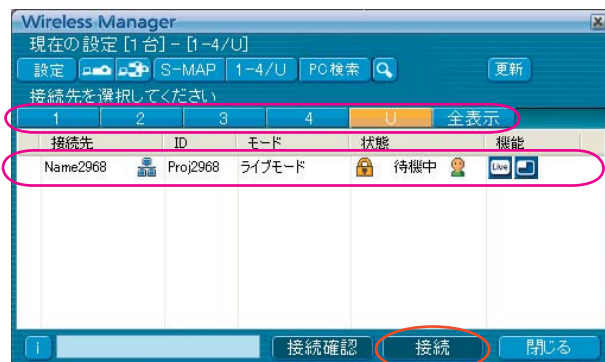 Wireless Manager
現在の設定 [1 台] - [1-4/U]
設定 S-MAP 1-4/U PC検索 更新
接続先を選択してください
1 2 3 4 U 全表示
接続先 ID モード 状態 機能
Name2968 Proj2968 ライブモード 待機中 Live
i 接続確認 接続 閉じる